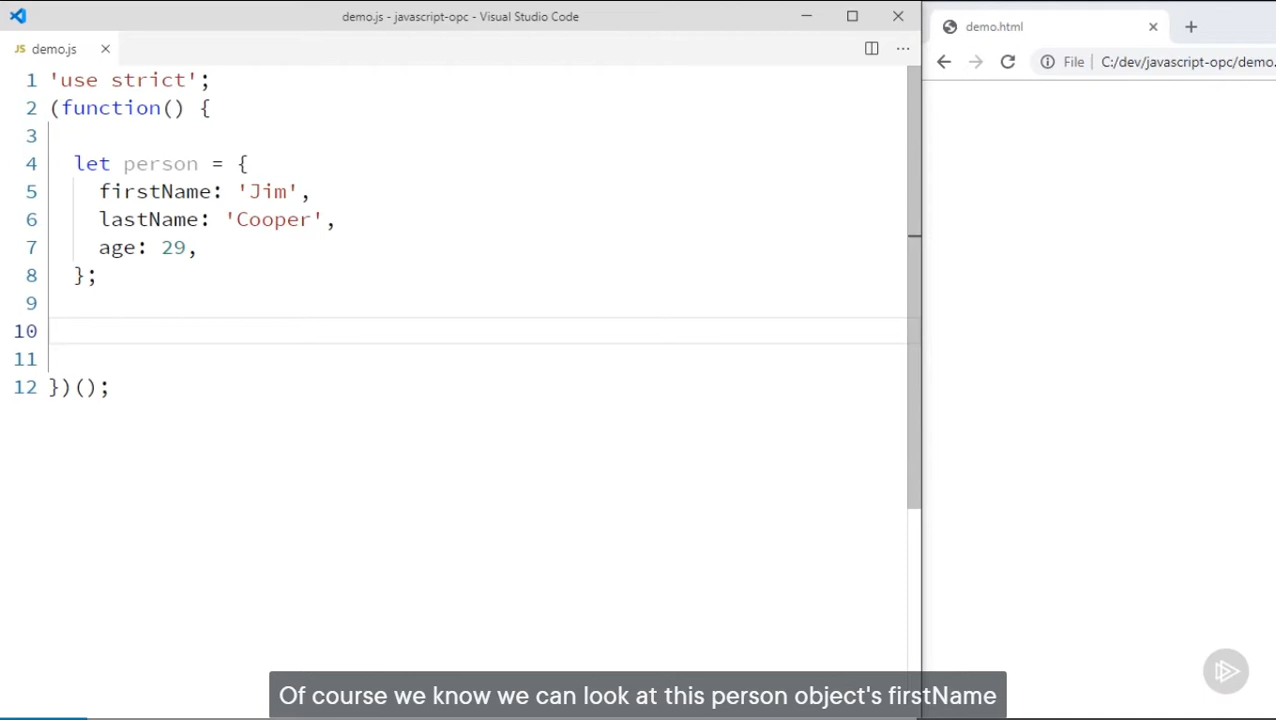 demo.js - javascript-opc - Visual Studio Code
JS demo.js
demo.html
File C:/dev/javascript-opc/demo.
1 'use strict';
2 (function() {
3
4 let person = {
5 firstName: 'Jim',
6 lastName: 'Cooper',
7 age: 29,
8 };
9
10
11
12 })();
Of course we know we can look at this person object's firstName